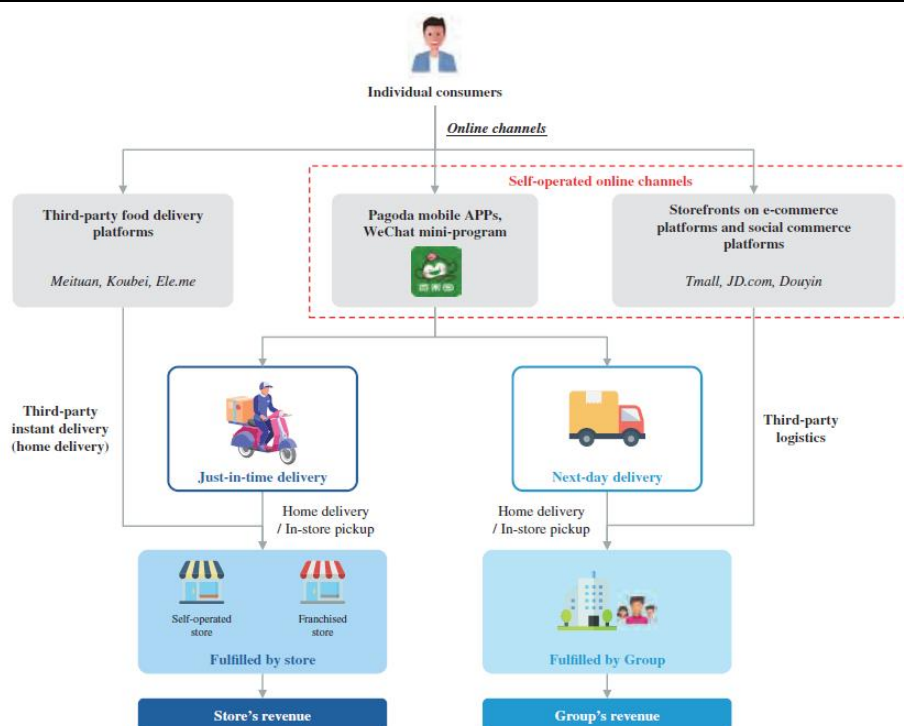 Individual consumers
Online channels
Self-operated online channels
Third-party food delivery
platforms
Meituan, Koubei, Ele.me
Pagoda mobile APPs,
WeChat mini-program
百果园
Storefronts on e-commerce
platforms and social commerce
platforms
Tmall, JD.com, Douyin
Third-party
instant delivery
(home delivery)
Just-in-time delivery
Next-day delivery
Third-party
logistics
Home delivery
/ In-store pickup
Home delivery
/ In-store pickup
Self-operated
store
Franchised
store
Fulfilled by store
Fulfilled by Group
Store's revenue
Group's revenue